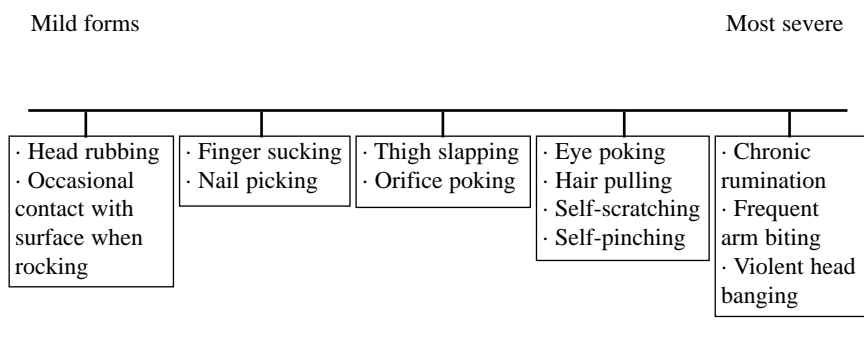 Mild forms
Most severe
· Head rubbing
· Occasional
contact with
surface when
rocking
· Finger sucking
· Nail picking
· Thigh slapping
· Orifice poking
· Eye poking
· Hair pulling
· Self-scratching
· Self-pinching
· Chronic
rumination
· Frequent
arm biting
· Violent head
banging